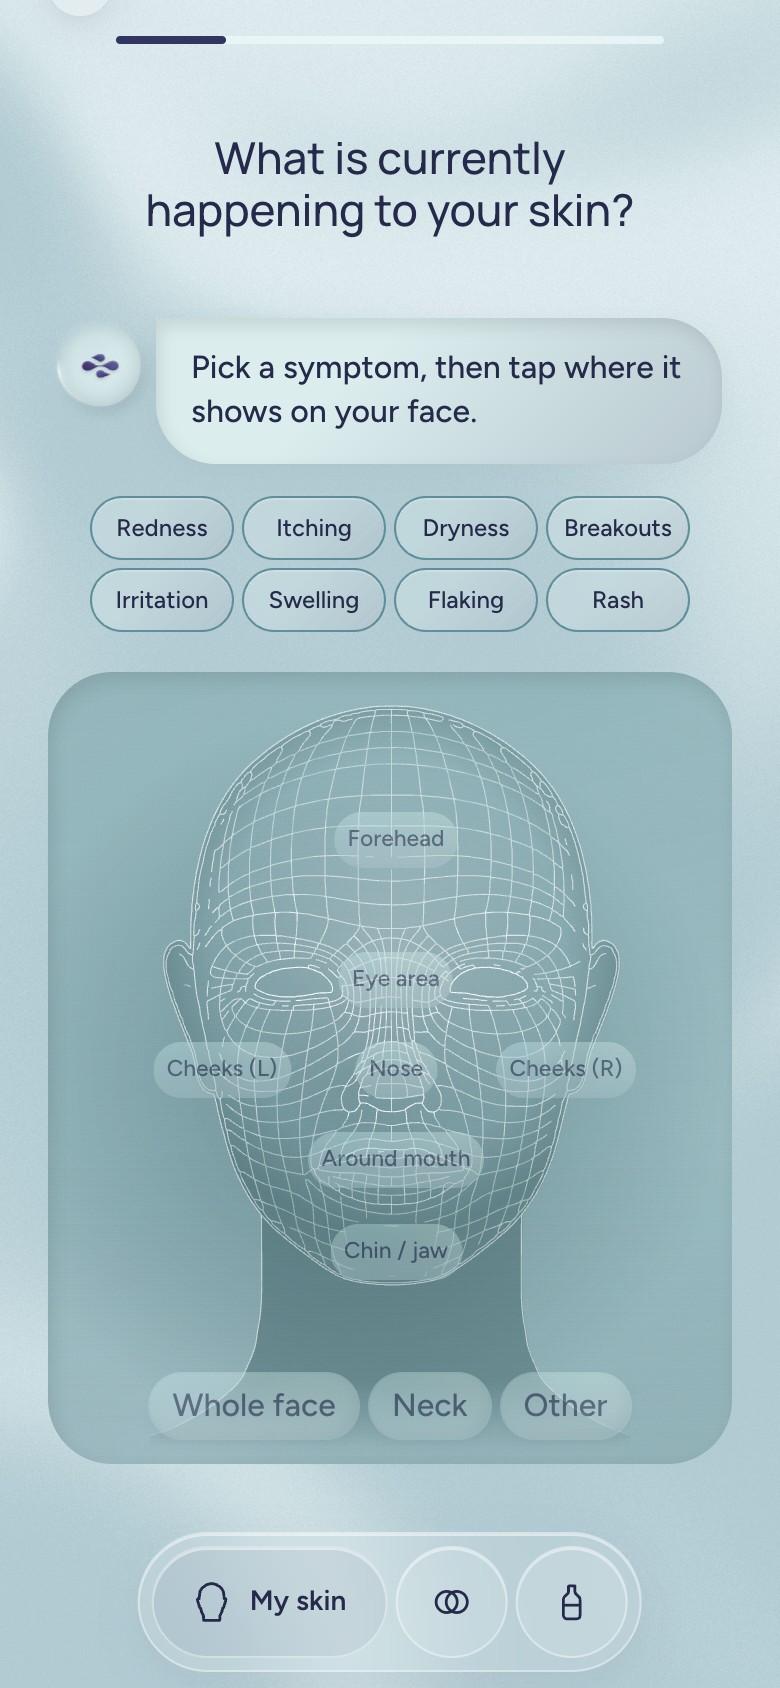 What is currently
happening to your skin?
Pick a symptom, then tap where it
shows on your face.
Redness
Itching
Dryness
Breakouts
Irritation
Swelling
Flaking
Rash
Forehead
Eye area
Cheeks (L)
Nose
Cheeks (R)
Around mouth
Chin / jaw
Whole face
Neck
Other
My skin